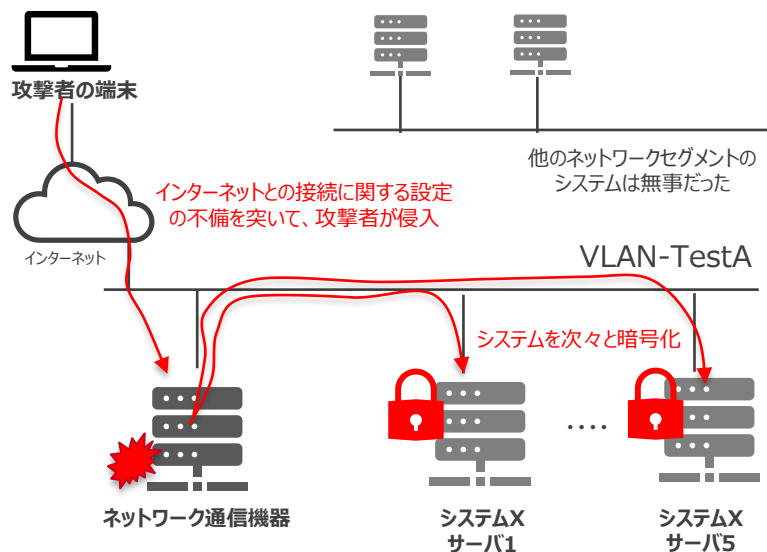 攻撃者の端末
他のネットワークセグメントの
システムは無事だった
インターネットとの接続に関する設定
の不備を突いて、攻撃者が侵入
インターネット
VLAN-TestA
システムを次々と暗号化
....
ネットワーク通信機器
システムX
サーバ1
システムX
サーバ5